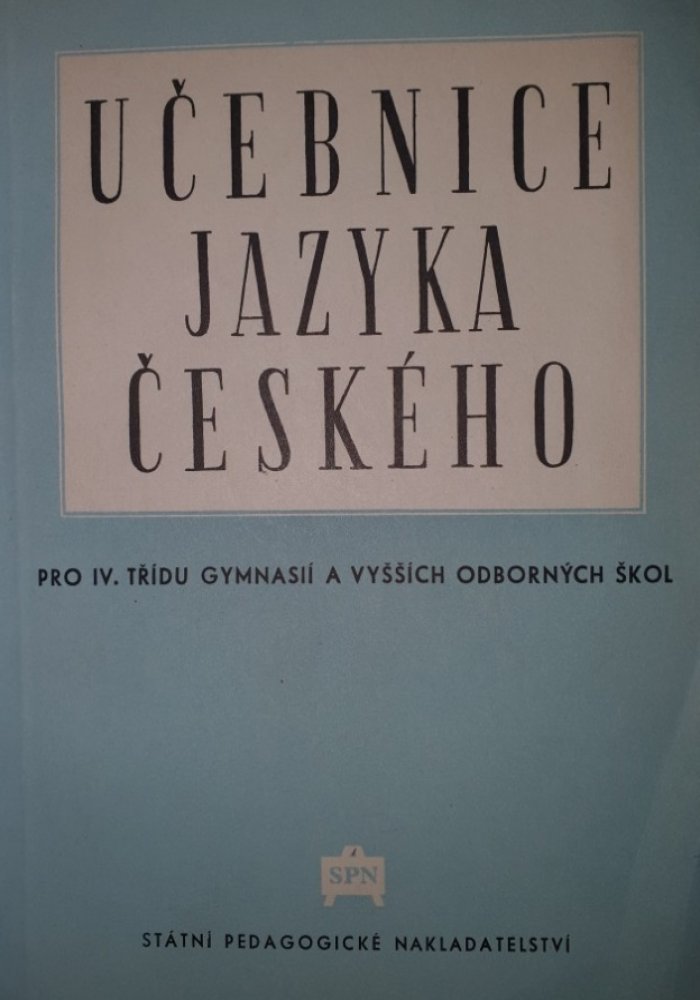 UČEBNICE
JAZYKA
ČESKÉHO
PRO IV. TŘÍDU GYMNASIÍ A VYŠŠÍCH ODBORNÝCH ŠKOL
SPN
STÁTNÍ PEDAGOGICKÉ NAKLADATELSTVÍ